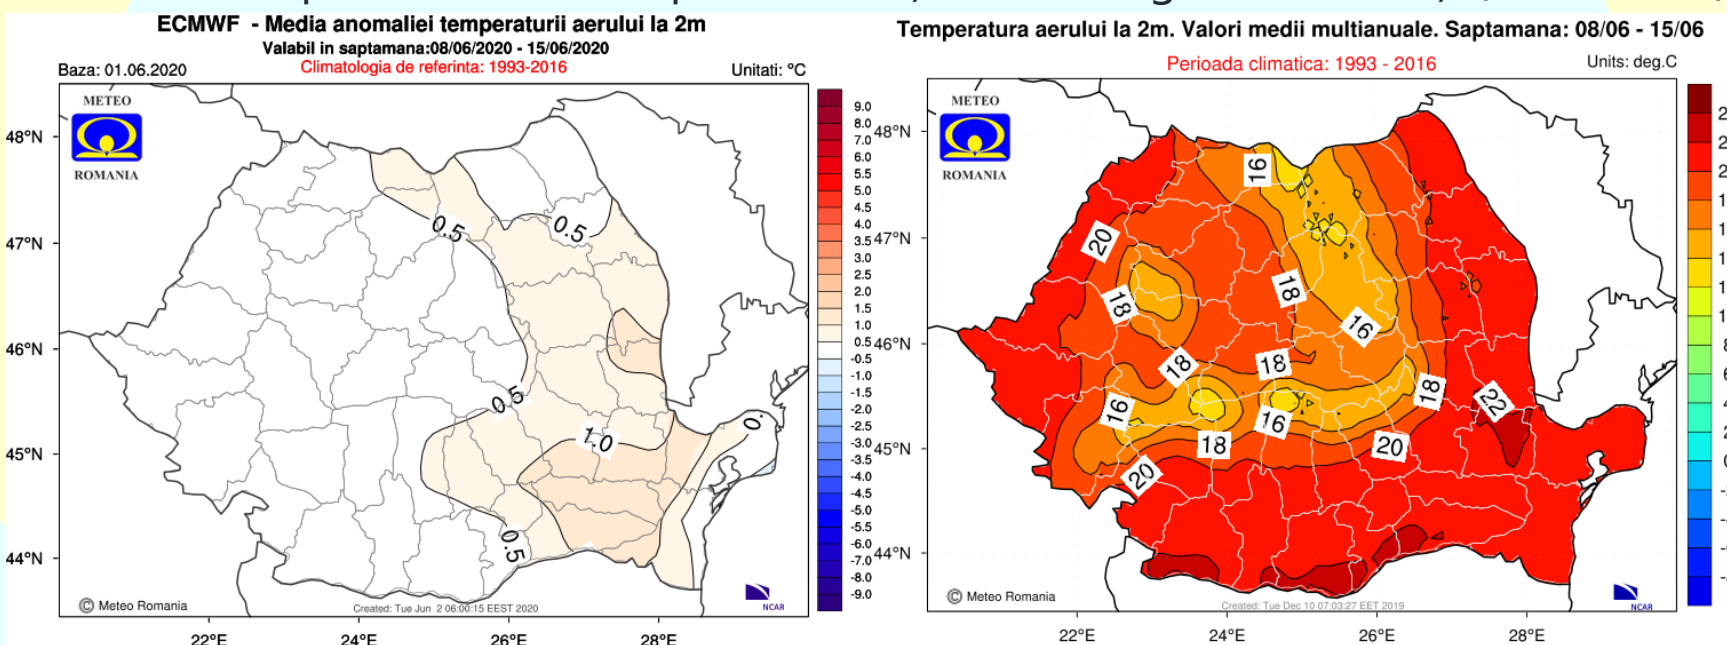 ECMWF - Media anomaliei temperaturii aerului la 2m
Valabil in saptamana:08/06/2020 - 15/06/2020
Climatologia de referinta: 1993-2016
Baza: 01.06.2020
Unitati: °C
METEO
ROMANIA
48°N
47°N
46°N
45°N
44°N
0.5
0.5
0.5
1.0
0.5
0.
9.0
8.0
7.0
6.0
5.5
5.0
4.5
4.0
3.5
3.0
2.5
2.0
1.5
1.0
0.5
-0.5
-1.0
-1.5
-2.0
-2.5
-3.0
-3.5
-4.0
-4.5
-5.0
-5.5
-6.0
-7.0
-8.0
-9.0
© Meteo Romania
Created: Tue Jun 2 06:00:15 EEST 2020
NCAR
22°E
24°E
26°E
28°E
Temperatura aerului la 2m. Valori medii multianuale. Saptamana: 08/06 - 15/06
Perioada climatica: 1993 - 2016
Units: deg.C
METEO
ROMANIA
48°N
47°N
46°N
45°N
44°N
16
20
18
18
16
18
18
18
22
16
16
18
20
20
© Meteo Romania
Created: Tue Dec 10 07:03:27 EET 2019
NCAR
22°E
24°E
26°E
28°E